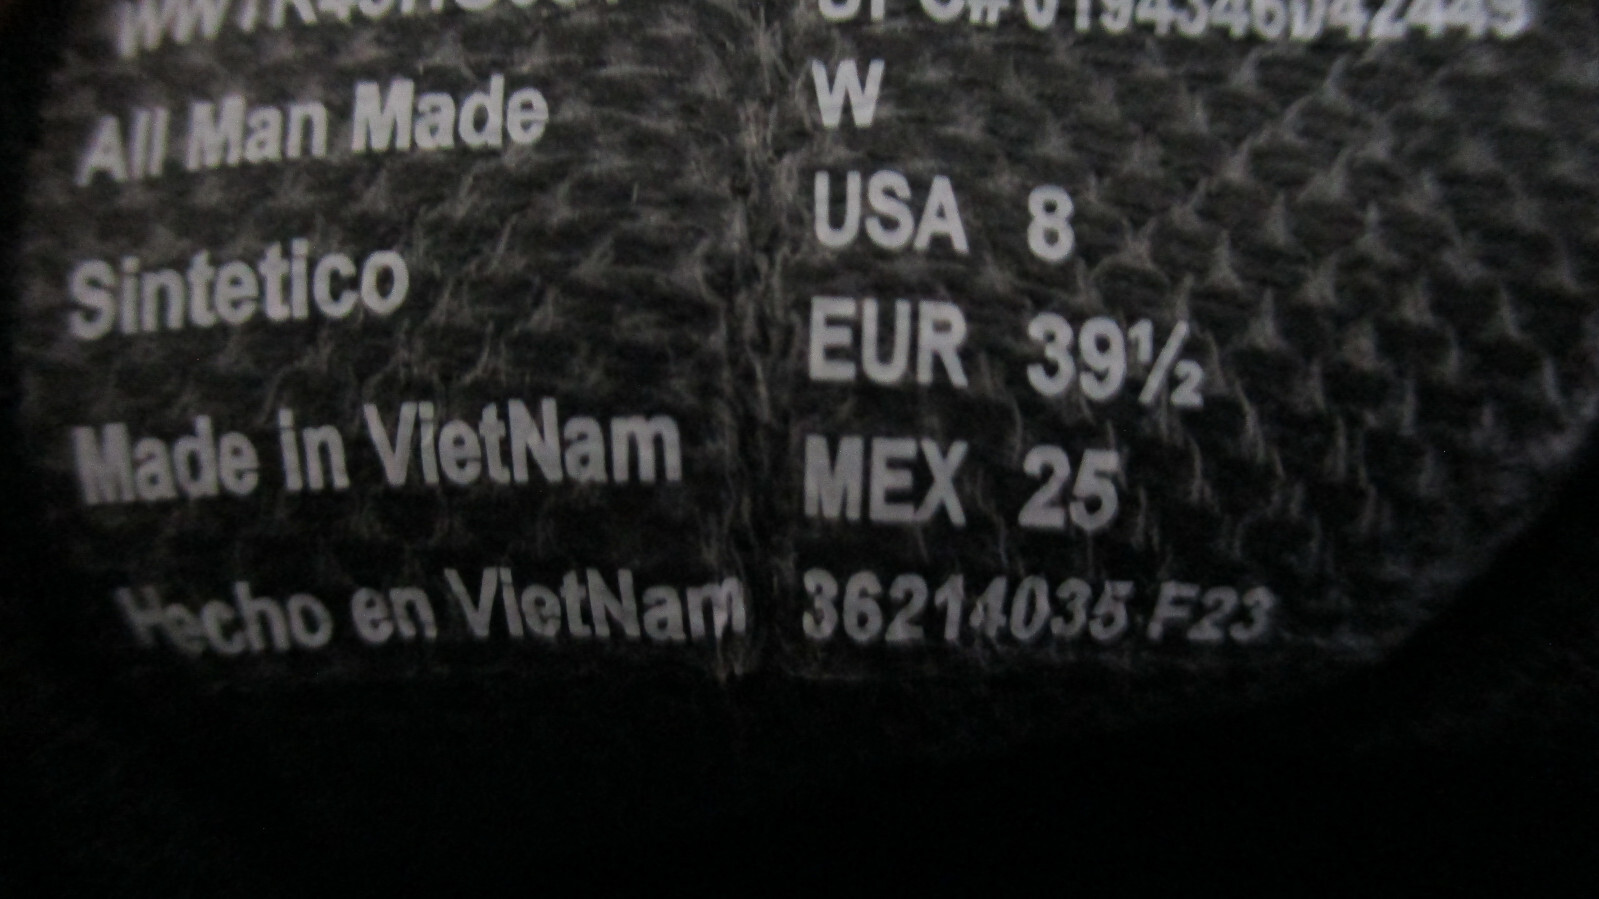 All Man Made
Sintetico
Made in VietNam
Hecho en VietNam
W
USA 8
EUR 39½
MEX 25
36214035 F23